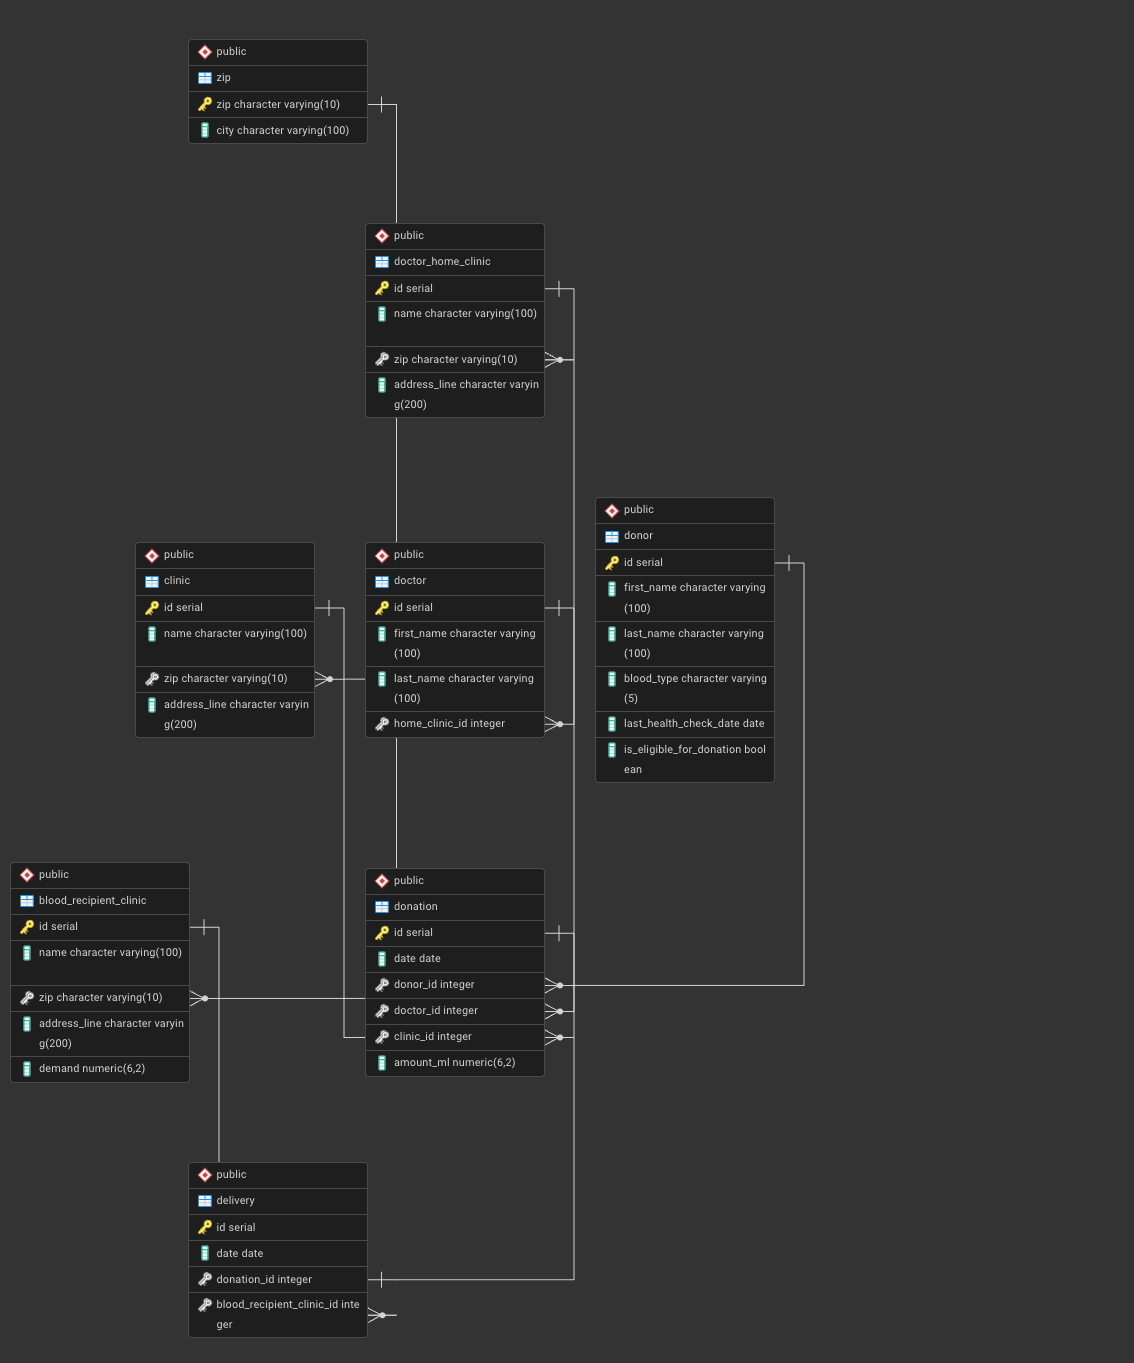 public
zip
zip character varying(10)
city character varying(100)
public
doctor_home_clinic
id serial
name character varying(100)
zip character varying(10)
address_line character varyin
g(200)
public
clinic
id serial
name character varying(100)
zip character varying(10)
address_line character varyin
g(200)
public
doctor
id serial
first_name character varying
(100)
last_name character varying
(100)
home_clinic_id integer
public
donor
id serial
first_name character varying
(100)
last_name character varying
(100)
blood_type character varying
(5)
last_health_check_date date
is_eligible_for_donation bool
ean
public
blood_recipient_clinic
id serial
name character varying(100)
zip character varying(10)
address_line character varyin
g(200)
demand numeric(6,2)
public
donation
id serial
date date
donor_id integer
doctor_id integer
clinic_id integer
amount_ml numeric(6,2)
public
delivery
id serial
date date
donation_id integer
blood_recipient_clinic_id inte
ger